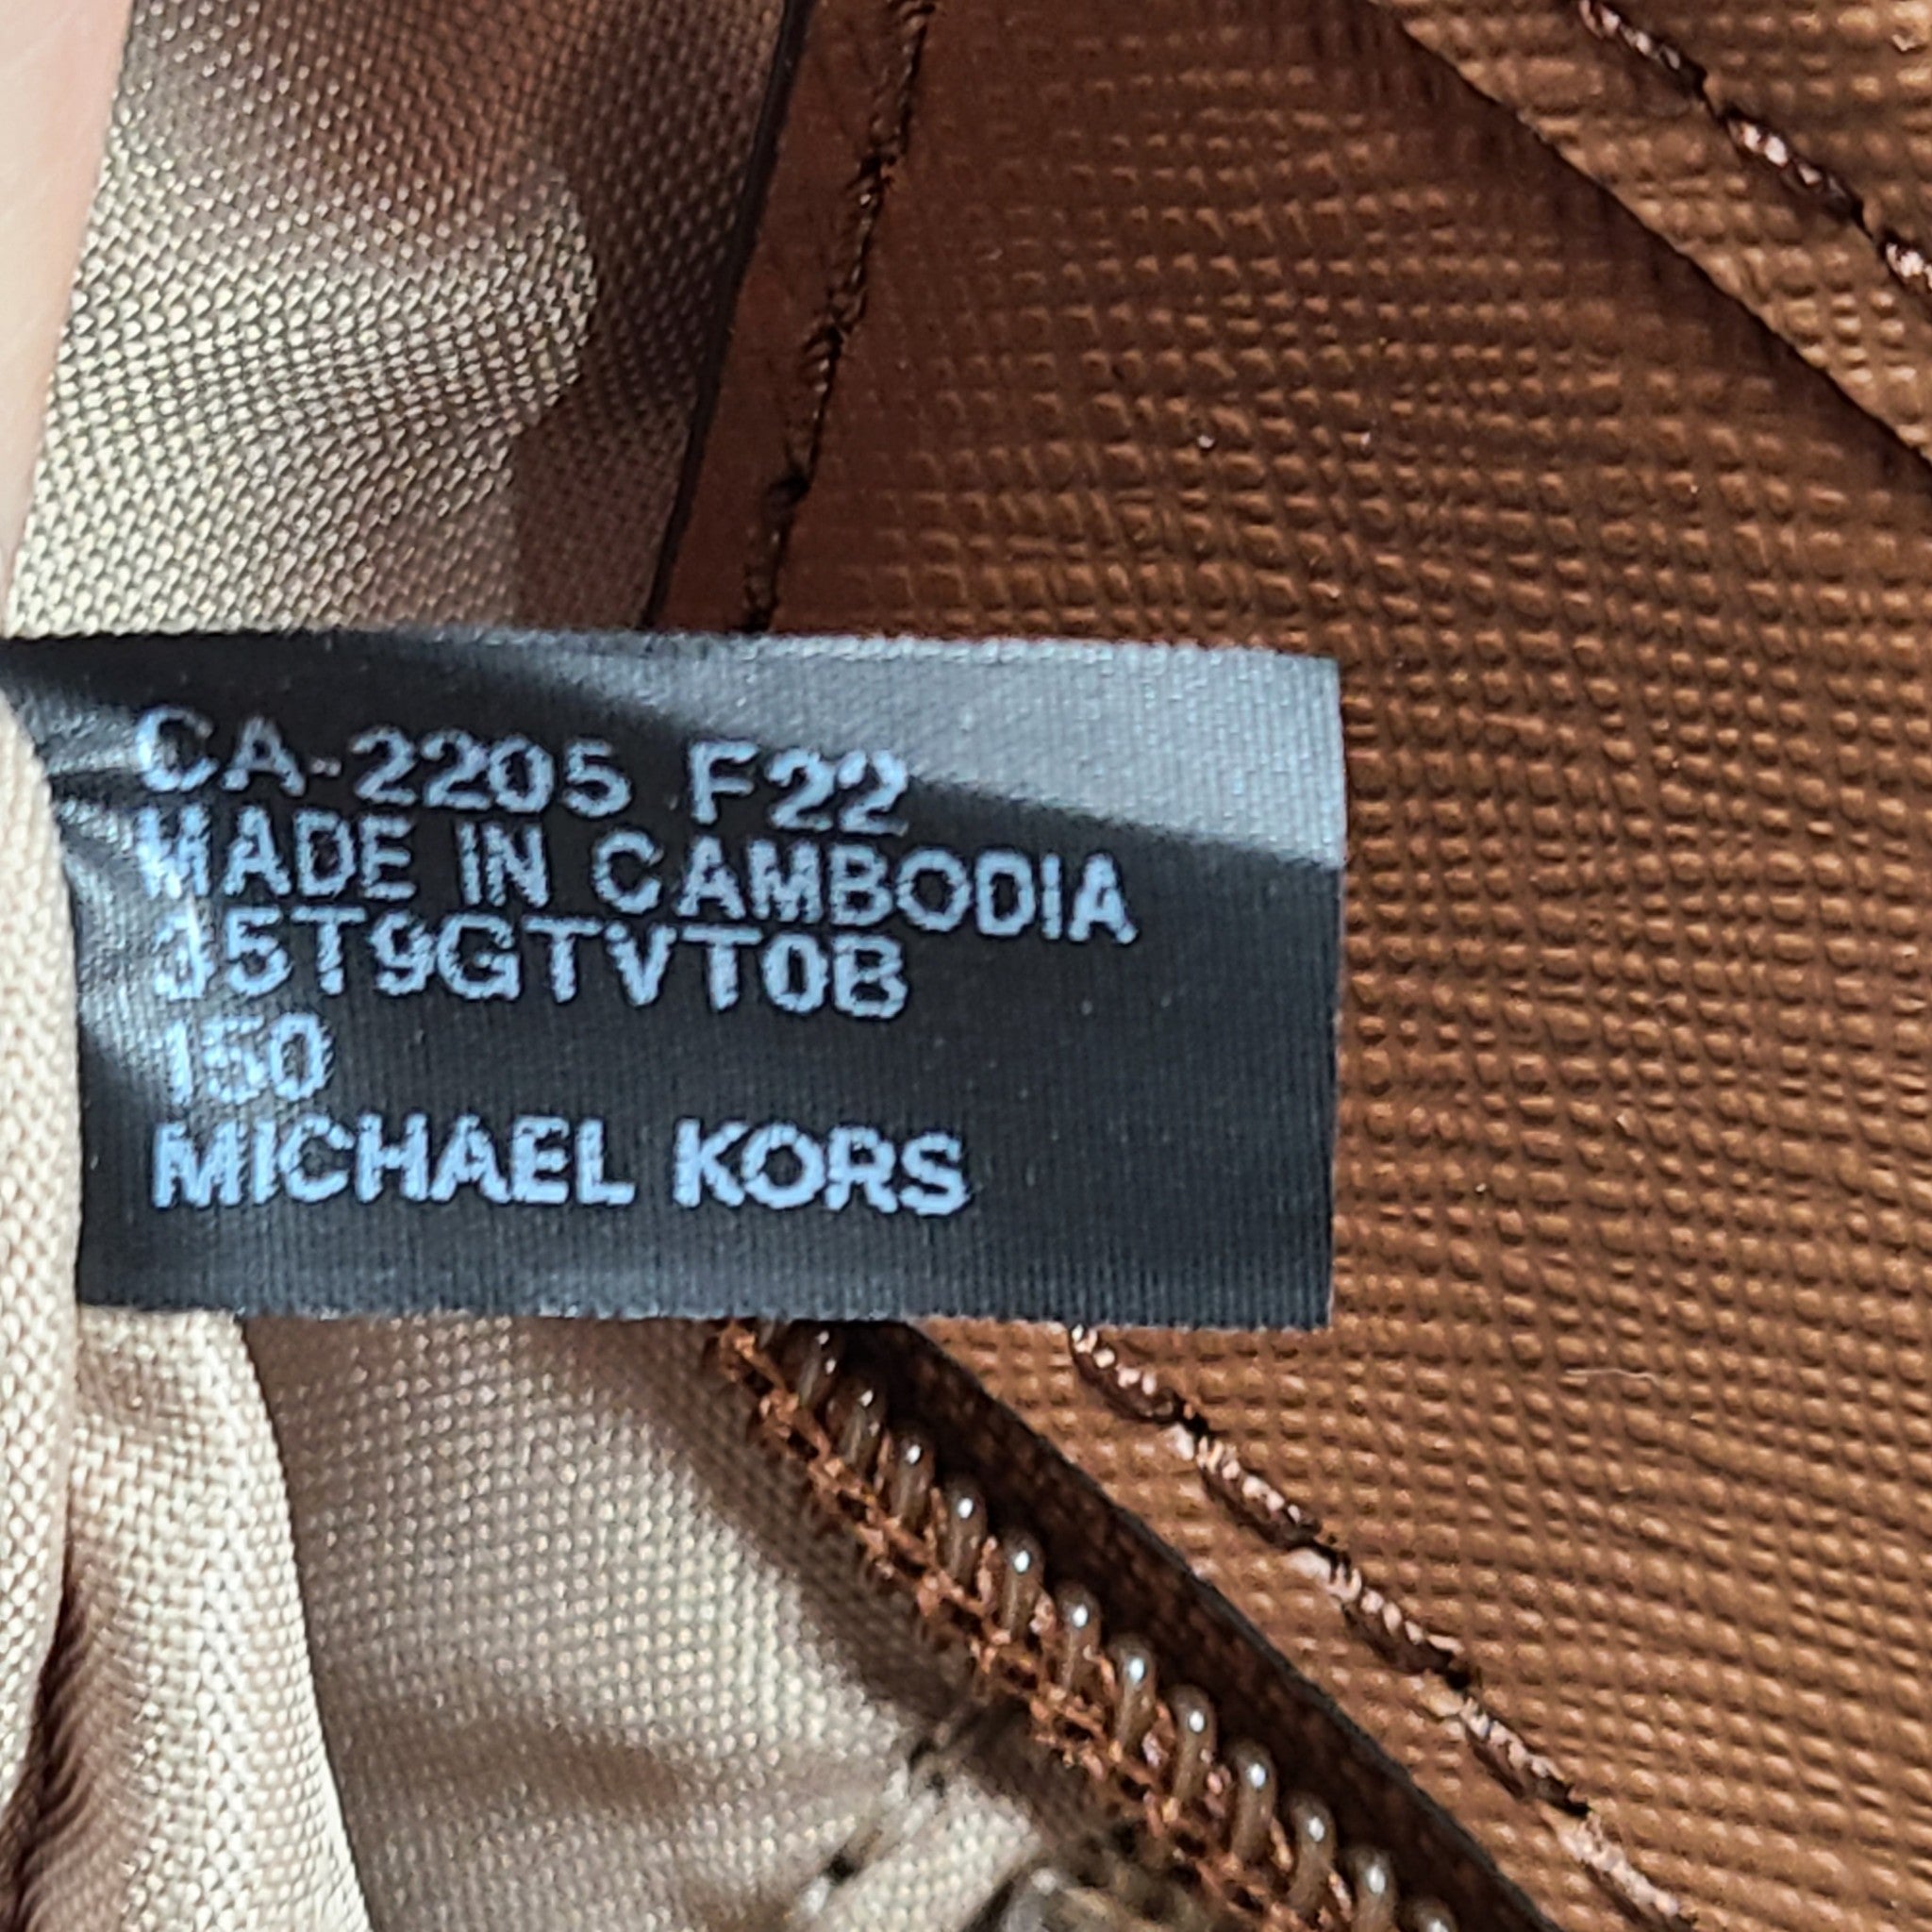 CA-2205 F22
MADE IN CAMBODIA
35T9GTVT0B
150
MICHAEL KORS